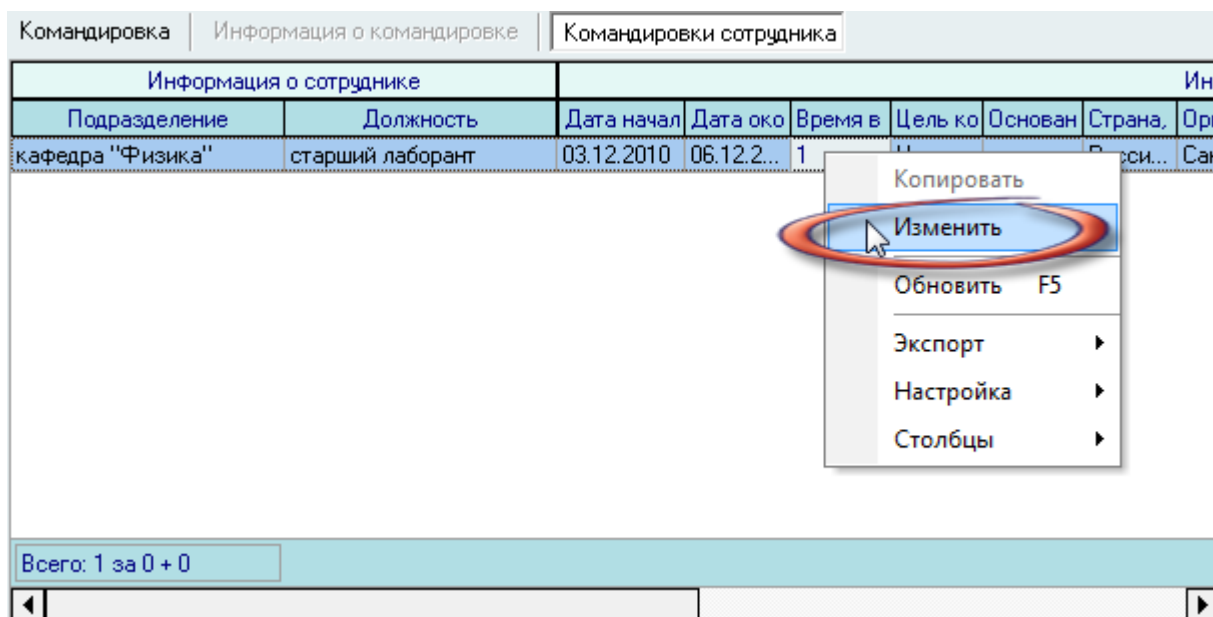 Командировка Информация о командировке Командировки сотрудника
Информация о сотруднике Ин
Подразделение Должность Дата начал Дата око Время в Цель ко Основан Страна, Орг
кафедра "Физика" старший лаборант 03.12.2010 06.12.2... 1
Копировать
Изменить
Обновить F5
Экспорт
Настройка
Столбцы
Всего: 1 за 0 + 0